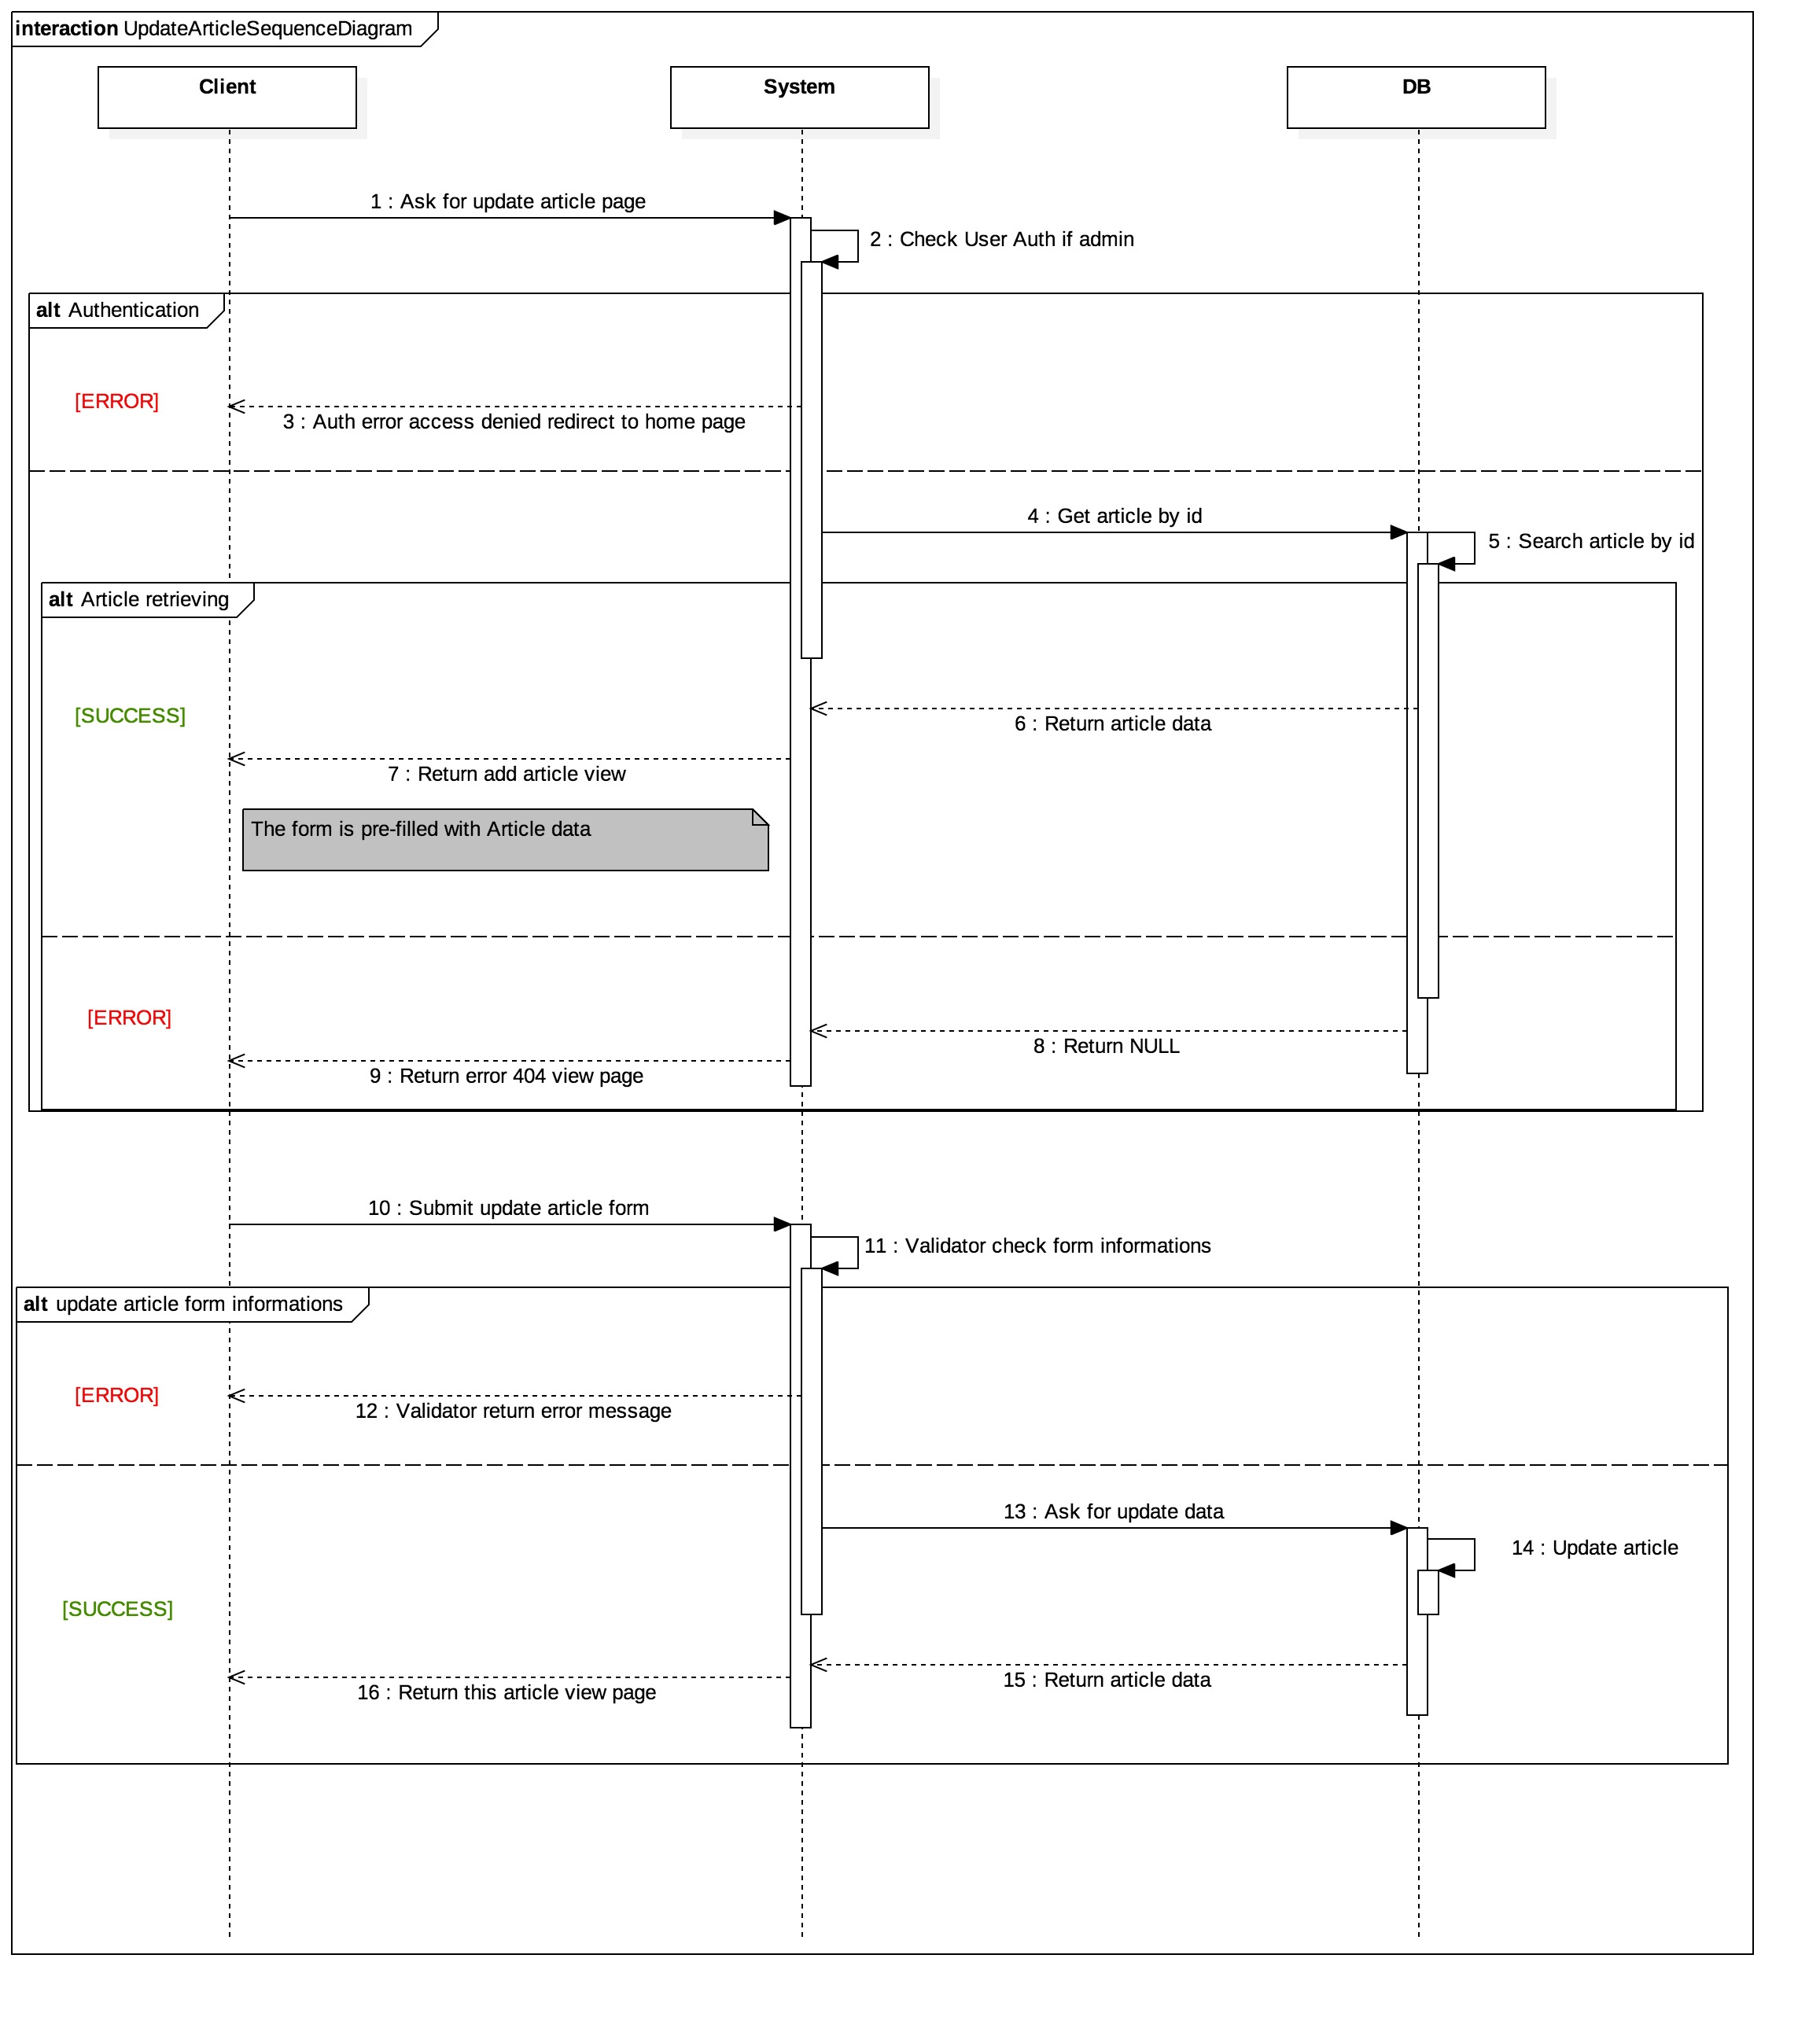 interaction UpdateArticleSequenceDiagram
Client
System
DB
1 : Ask for update article page
2 : Check User Auth if admin
alt Authentication
[ERROR]
3 : Auth error access denied redirect to home page
4 : Get article by id
5 : Search article by id
alt Article retrieving
[SUCCESS]
6 : Return article data
7 : Return add article view
The form is pre-filled with Article data
[ERROR]
8 : Return NULL
9 : Return error 404 view page
10 : Submit update article form
11 : Validator check form informations
alt update article form informations
[ERROR]
12 : Validator return error message
13 : Ask for update data
14 : Update article
[SUCCESS]
15 : Return article data
16 : Return this article view page